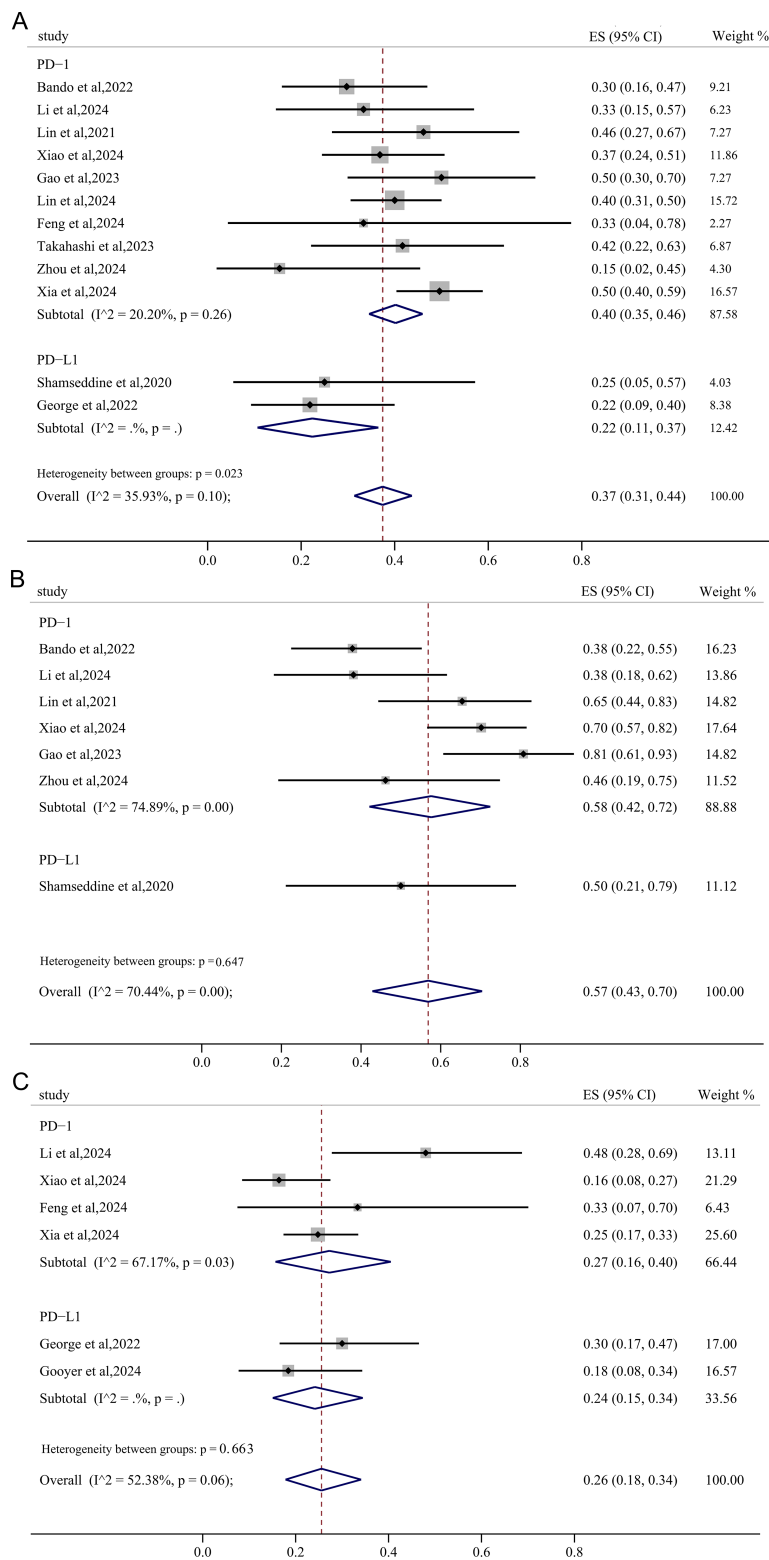 A
study ES (95% CI) Weight %
PD−1
Bando et al,2022 0.30 (0.16, 0.47) 9.21
Li et al,2024 0.33 (0.15, 0.57) 6.23
Lin et al,2021 0.46 (0.27, 0.67) 7.27
Xiao et al,2024 0.37 (0.24, 0.51) 11.86
Gao et al,2023 0.50 (0.30, 0.70) 7.27
Lin et al,2024 0.40 (0.31, 0.50) 15.72
Feng et al,2024 0.33 (0.04, 0.78) 2.27
Takahashi et al,2023 0.42 (0.22, 0.63) 6.87
Zhou et al,2024 0.15 (0.02, 0.45) 4.30
Xia et al,2024 0.50 (0.40, 0.59) 16.57
Subtotal (I^2 = 20.20%, p = 0.26) 0.40 (0.35, 0.46) 87.58
PD−L1
Shamseddine et al,2020 0.25 (0.05, 0.57) 4.03
George et al,2022 0.22 (0.09, 0.40) 8.38
Subtotal (I^2 = .%, p = .) 0.22 (0.11, 0.37) 12.42
Heterogeneity between groups: p = 0.023
Overall (I^2 = 35.93%, p = 0.10); 0.37 (0.31, 0.44) 100.00
0.0 0.2 0.4 0.6 0.8
B
study ES (95% CI) Weight %
PD−1
Bando et al,2022 0.38 (0.22, 0.55) 16.23
Li et al,2024 0.38 (0.18, 0.62) 13.86
Lin et al,2021 0.65 (0.44, 0.83) 14.82
Xiao et al,2024 0.70 (0.57, 0.82) 17.64
Gao et al,2023 0.81 (0.61, 0.93) 14.82
Zhou et al,2024 0.46 (0.19, 0.75) 11.52
Subtotal (I^2 = 74.89%, p = 0.00) 0.58 (0.42, 0.72) 88.88
PD−L1
Shamseddine et al,2020 0.50 (0.21, 0.79) 11.12
Heterogeneity between groups: p = 0.647
Overall (I^2 = 70.44%, p = 0.00); 0.57 (0.43, 0.70) 100.00
0.0 0.2 0.4 0.6 0.8
C
study ES (95% CI) Weight %
PD−1
Li et al,2024 0.48 (0.28, 0.69) 13.11
Xiao et al,2024 0.16 (0.08, 0.27) 21.29
Feng et al,2024 0.33 (0.07, 0.70) 6.43
Xia et al,2024 0.25 (0.17, 0.33) 25.60
Subtotal (I^2 = 67.17%, p = 0.03) 0.27 (0.16, 0.40) 66.44
PD−L1
George et al,2022 0.30 (0.17, 0.47) 17.00
Gooyer et al,2024 0.18 (0.08, 0.34) 16.57
Subtotal (I^2 = .%, p = .) 0.24 (0.15, 0.34) 33.56
Heterogeneity between groups: p = 0.663
Overall (I^2 = 52.38%, p = 0.06); 0.26 (0.18, 0.34) 100.00
0.0 0.2 0.4 0.6 0.8